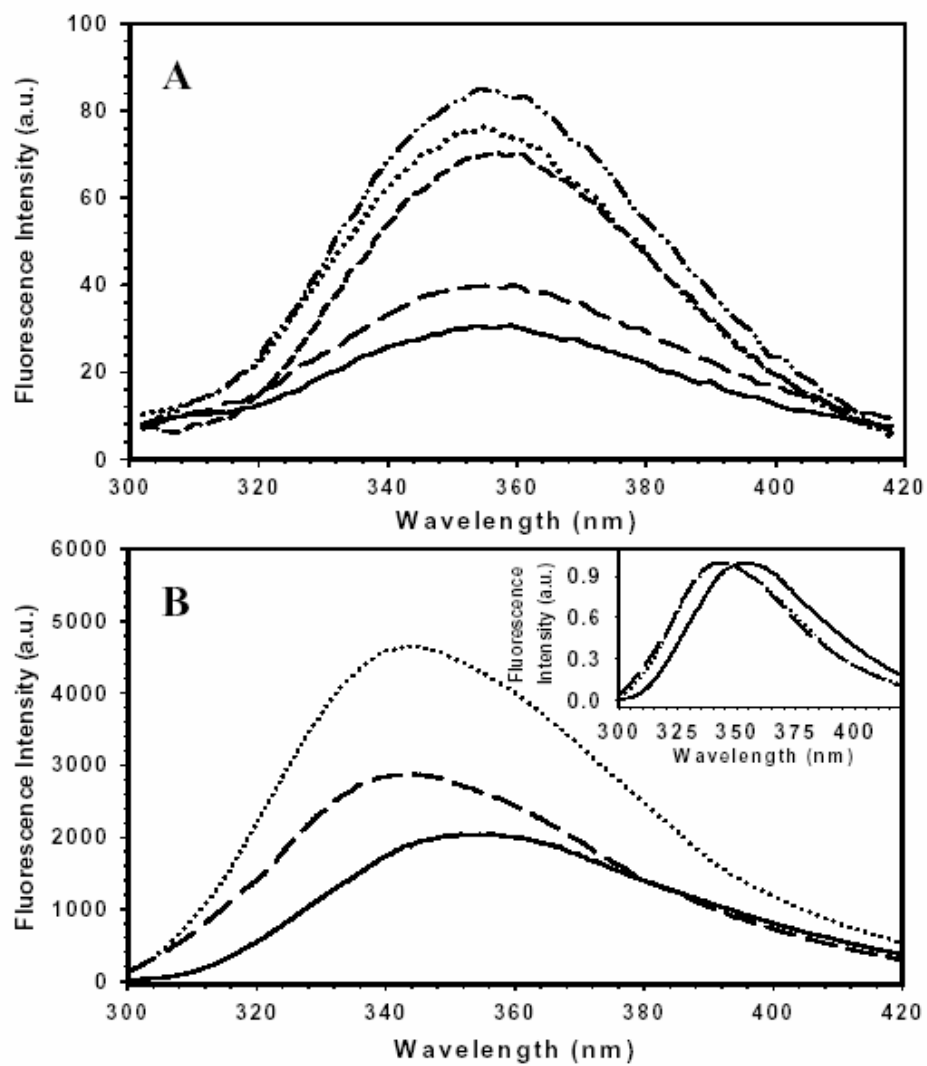 100
80
60
40
20
0
Fluorescence Intensity (a.u.)
A
300 320 340 360 380 400 420
Wavelength (nm)
6000
5000
4000
3000
2000
1000
0
Fluorescence Intensity (a.u.)
B
0.9
0.6
0.3
0.0
Fluorescence
Intensity (a.u.)
300 325 350 375 400
Wavelength (nm)
300 320 340 360 380 400 420
Wavelength (nm)